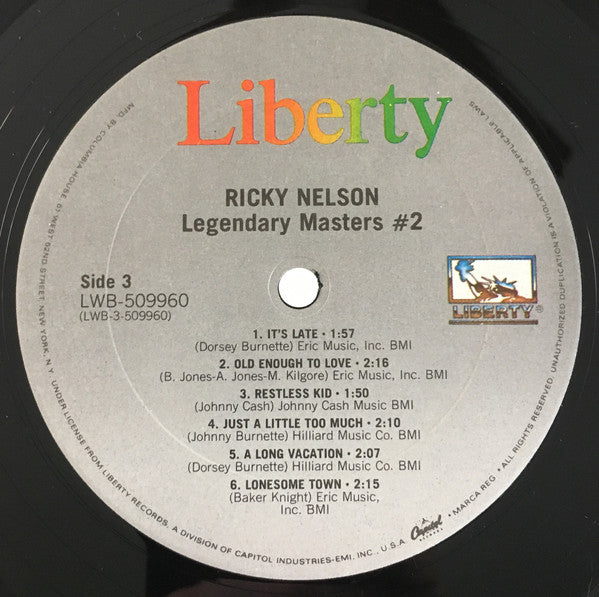 Liberty
RICKY NELSON
Legendary Masters #2
Side 3
LWB-509960
(LWB-3-509960)
LIBERTY®
1. IT'S LATE • 1:57
(Dorsey Burnette) Eric Music, Inc. BMI
2. OLD ENOUGH TO LOVE • 2:16
(B. Jones-A. Jones-M. Kilgore) Eric Music, Inc. BMI
3. RESTLESS KID • 1:50
(Johnny Cash) Johnny Cash Music BMI
4. JUST A LITTLE TOO MUCH • 2:10
(Johnny Burnette) Hilliard Music Co. BMI
5. A LONG VACATION • 2:07
(Dorsey Burnette) Hilliard Music Co. BMI
6. LONESOME TOWN • 2:15
(Baker Knight) Eric Music,
Inc. BMI
MFD. BY COLUMBIA HOUSE, 51 WEST 52ND STREET, NEW YORK, N. Y. UNDER LICENSE FROM LIBERTY RECORDS, A DIVISION OF CAPITOL INDUSTRIES-EMI, INC., U.S.A.
Capitol
RECORDS
• MARCA REG. • ALL RIGHTS RESERVED. UNAUTHORIZED DUPLICATION IS A VIOLATION OF APPLICABLE LAWS